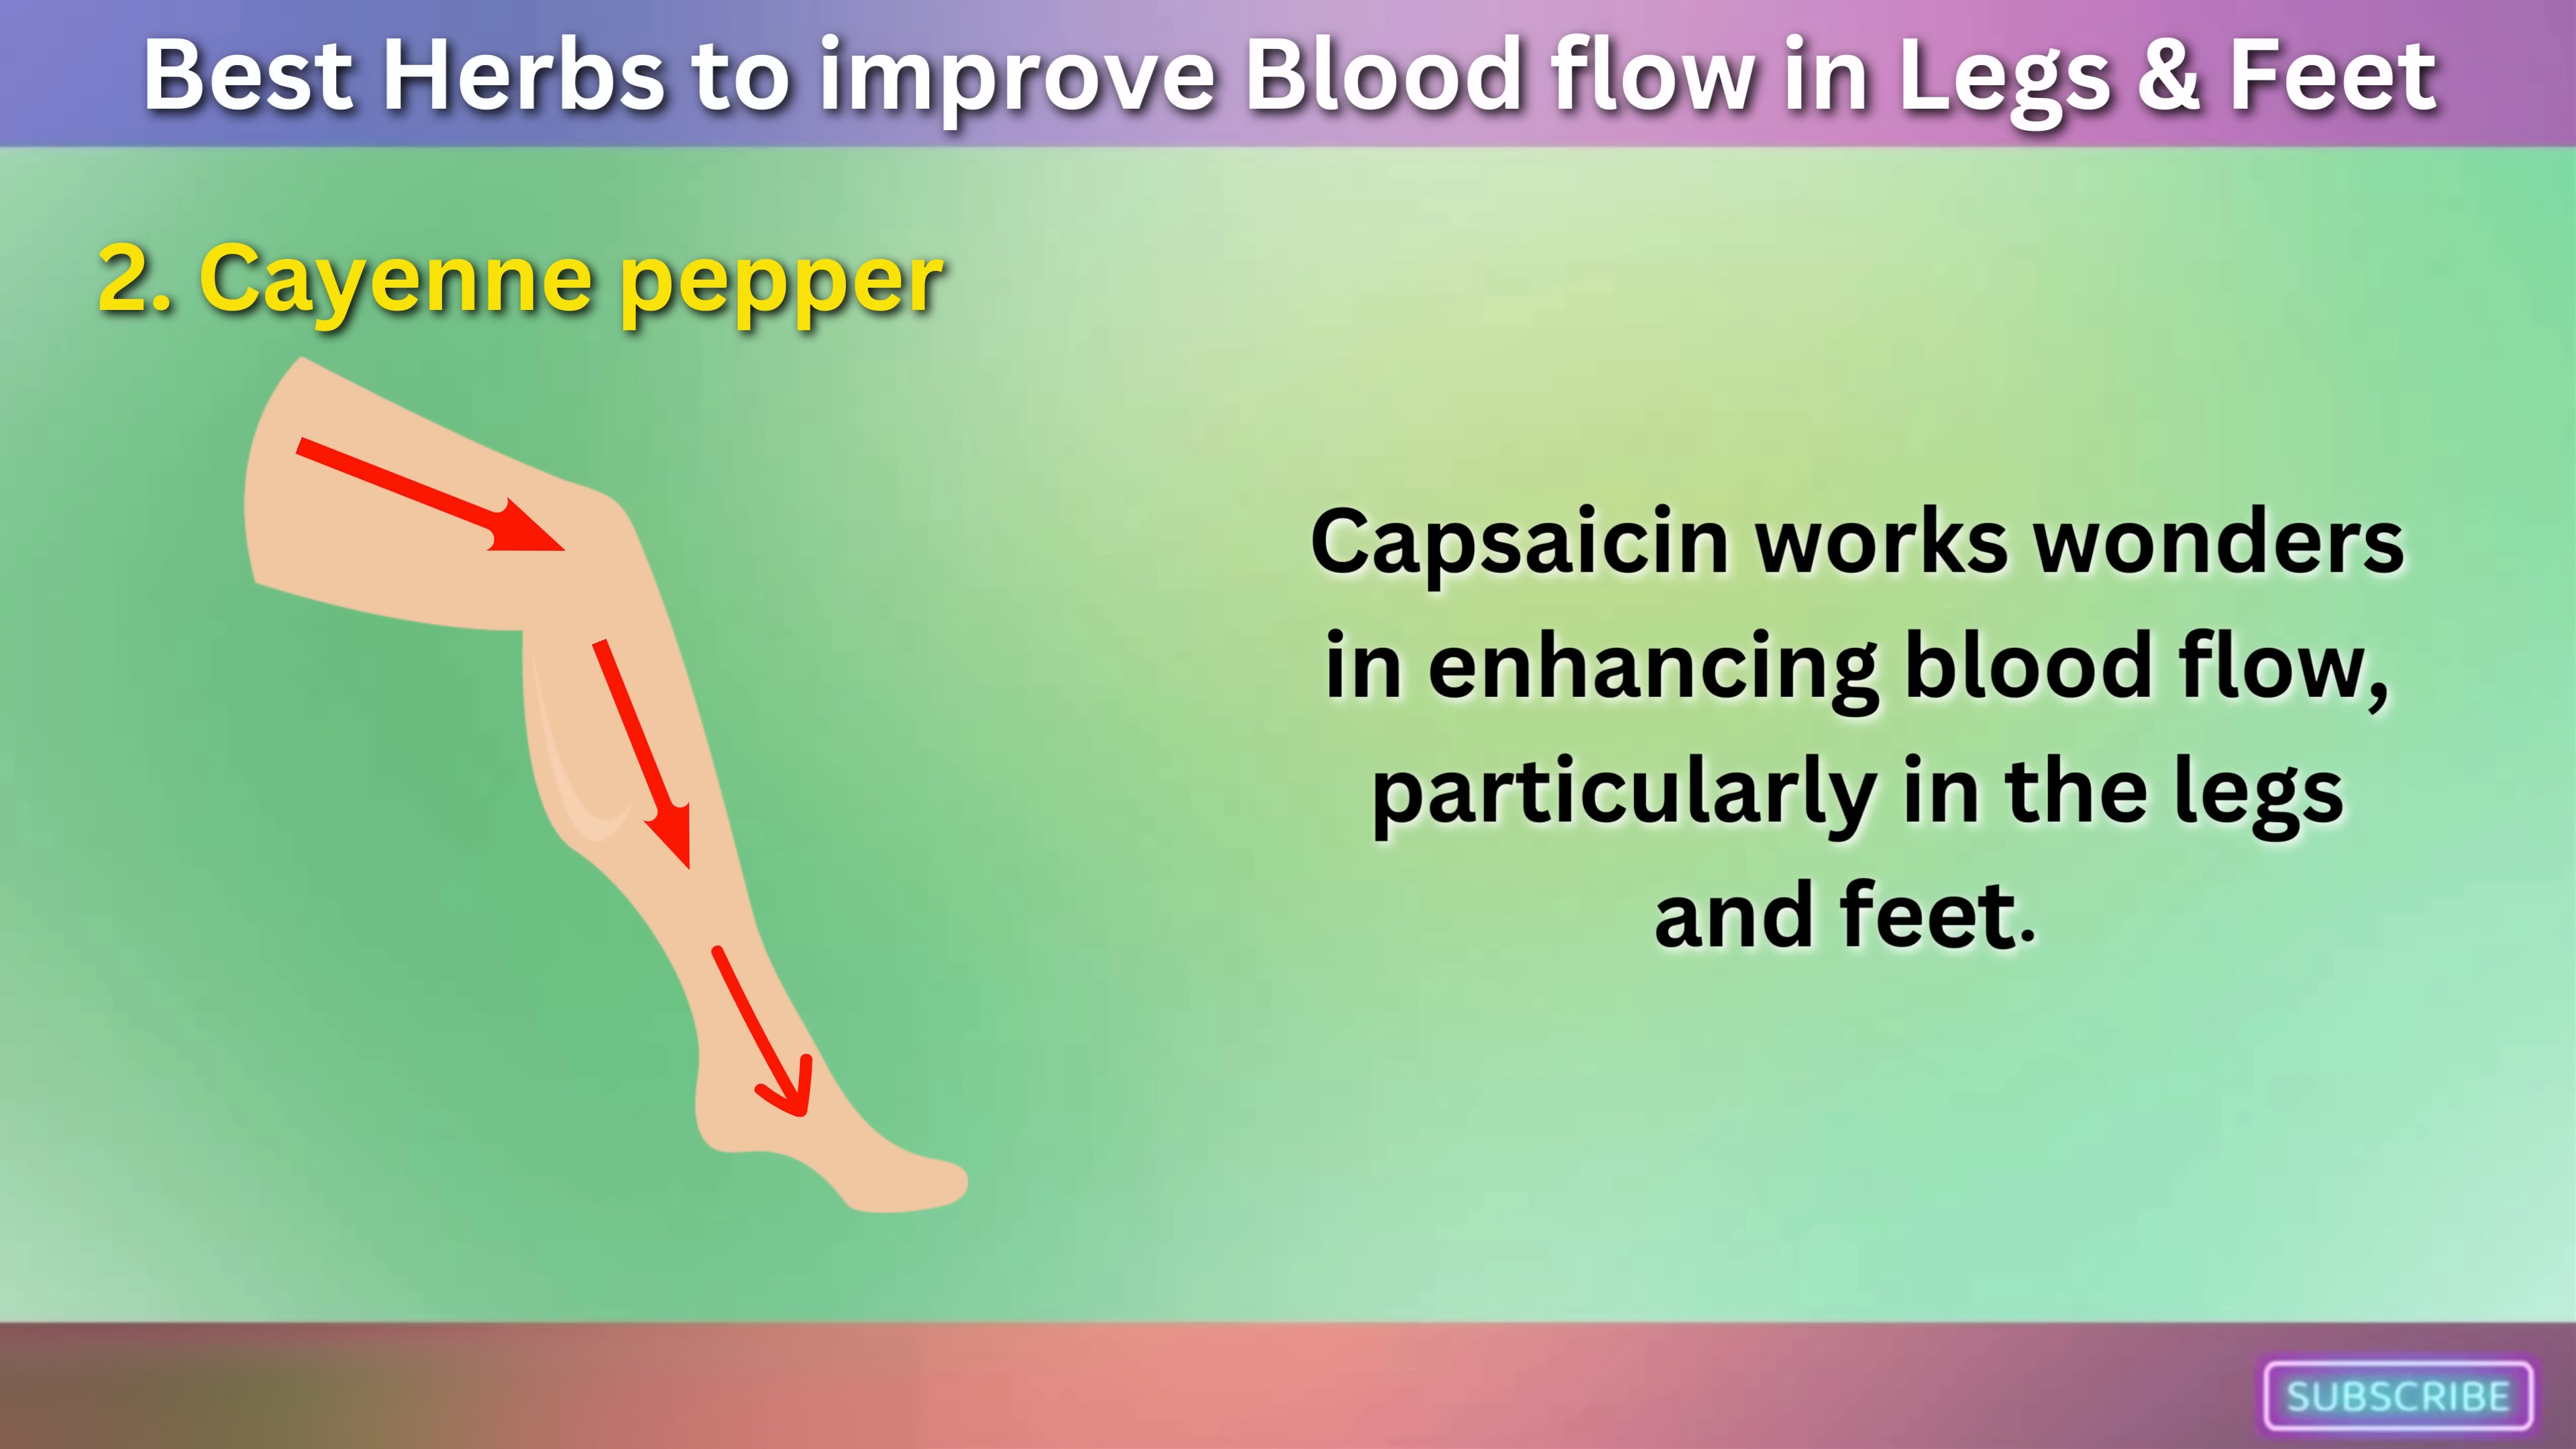 Best Herbs to improve Blood flow in Legs & Feet
2. Cayenne pepper
Capsaicin works wonders
in enhancing blood flow,
particularly in the legs
and feet.
SUBSCRIBE